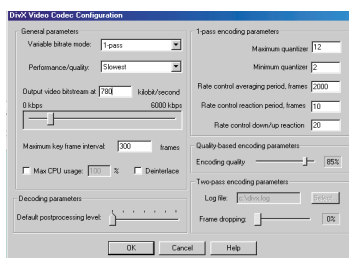 DivX Video Codec Configuration
General parameters
Variable bitrate mode: 1-pass
Performance/quality: Slowest
Output video bitstream at 780 kilobit/second
0 kbps 6000 kbps
Maximum key frame interval: 300 frames
Max CPU usage: 100 % Deinterlace
Decoding parameters
Default postprocessing level:
1-pass encoding parameters
Maximum quantizer 12
Minimum quantizer 2
Rate control averaging period, frames 2000
Rate control reaction period, frames 10
Rate control down/up reaction 20
Quality-based encoding parameters
Encoding quality 85%
Two-pass encoding parameters
Log file: c:\divx.log Select...
Frame dropping: 0%
OK Cancel Help